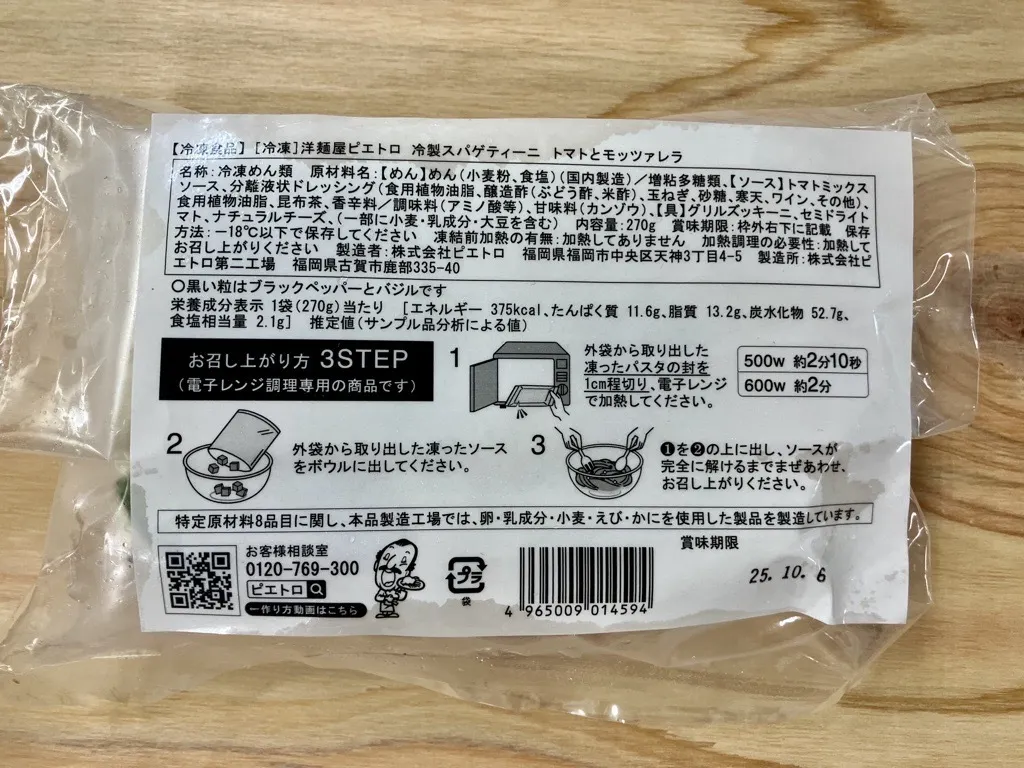 【冷凍食品】 [冷凍]洋麺屋ピエトロ 冷製スパゲティーニ トマトとモッツァレラ
名称:冷凍めん類 原材料名:【めん】めん(小麦粉、食塩)(国内製造)/増粘多糖類、【ソース】トマトミックス
ソース、分離液状ドレッシング(食用植物油脂、醸造酢(ぶどう酢、米酢)、玉ねぎ、砂糖、寒天、ワイン、その他)、
食用植物油脂、昆布茶、香辛料/調味料(アミノ酸等)、甘味料(カンゾウ)、【具】グリルズッキーニ、セミドライト
マト、ナチュラルチーズ、(一部に小麦・乳成分・大豆を含む) 内容量:270g 賞味期限:枠外右下に記載 保存
方法:−18℃以下で保存してください 凍結前加熱の有無:加熱してありません 加熱調理の必要性:加熱して
お召し上がりください 製造者:株式会社ピエトロ 福岡県福岡市中央区天神3丁目4-5 製造所:株式会社ピ
エトロ第二工場 福岡県古賀市鹿部335-40
○黒い粒はブラックペッパーとバジルです
栄養成分表示 1袋(270g)当たり [エネルギー 375kcal、たんぱく質 11.6g、脂質 13.2g、炭水化物 52.7g、
食塩相当量 2.1g] 推定値(サンプル品分析による値)
お召し上がり方 3STEP
(電子レンジ調理専用の商品です)
1
外袋から取り出した
凍ったパスタの封を
1cm程切り、電子レンジ
で加熱してください。
500w 約2分10秒
600w 約2分
2
外袋から取り出した凍ったソース
をボウルに出してください。
3
❶を❷の上に出し、ソースが
完全に解けるまでまぜあわせ、
お召し上がりください。
特定原材料8品目に関し、本品製造工場では、卵・乳成分・小麦・えび・かにを使用した製品を製造しています。
お客様相談室
0120-769-300
ピエトロ
←作り方動画はこちら
プラ
袋
4 965009 014594
賞味期限
25. 10. 6